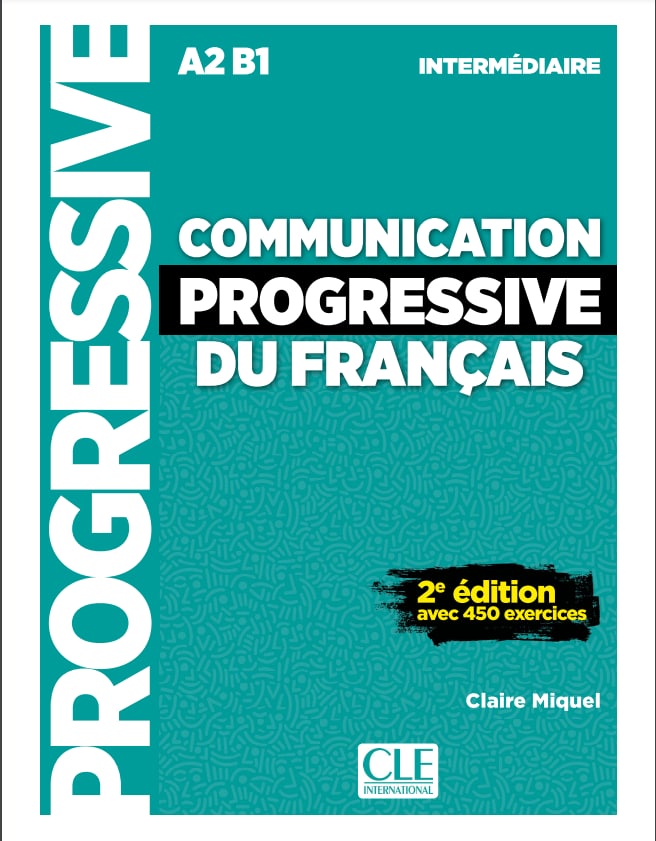 PROGRESSIVE
A2 B1
INTERMÉDIAIRE
COMMUNICATION
PROGRESSIVE
DU FRANÇAIS
2e édition
avec 450 exercices
Claire Miquel
CLE
INTERNATIONAL